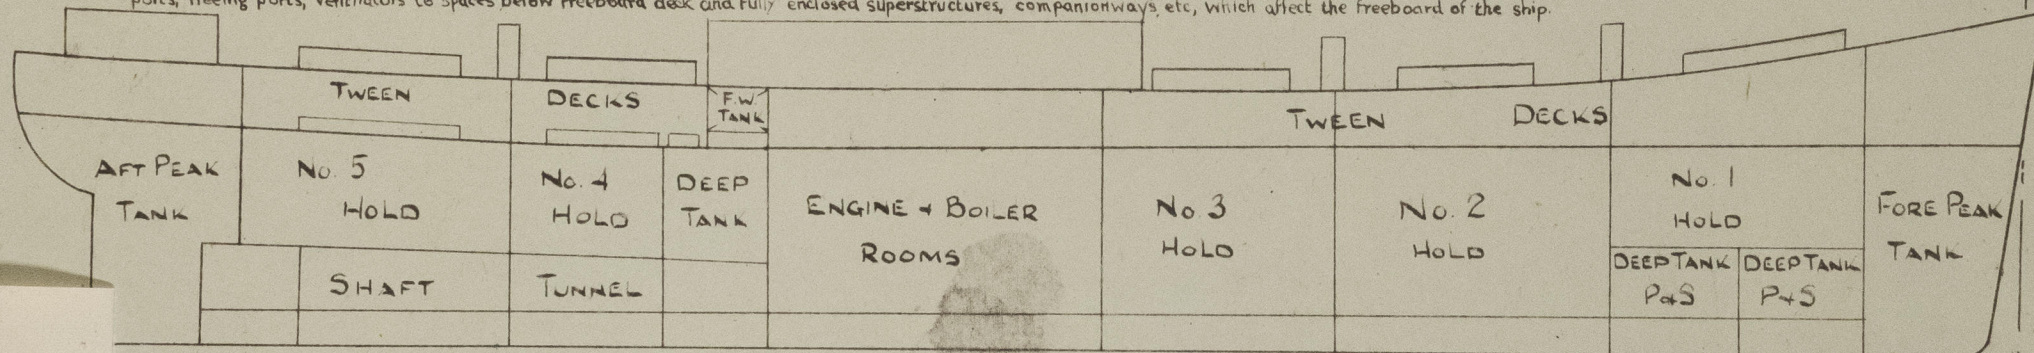 ports, freeing ports, ventilators to spaces below freeboard deck and fully enclosed superstructures, companionways, etc, which affect the freeboard of the ship.
TWEEN DECKS
F.W.
TANK
TWEEN DECKS
AFT PEAK
TANK
No. 5
HOLD
No. 4
HOLD
DEEP
TANK
ENGINE & BOILER
ROOMS
No 3
HOLD
No. 2
HOLD
No. 1
HOLD
FORE PEAK
TANK
SHAFT TUNNEL
DEEP TANK
P&S
DEEP TANK
P&S